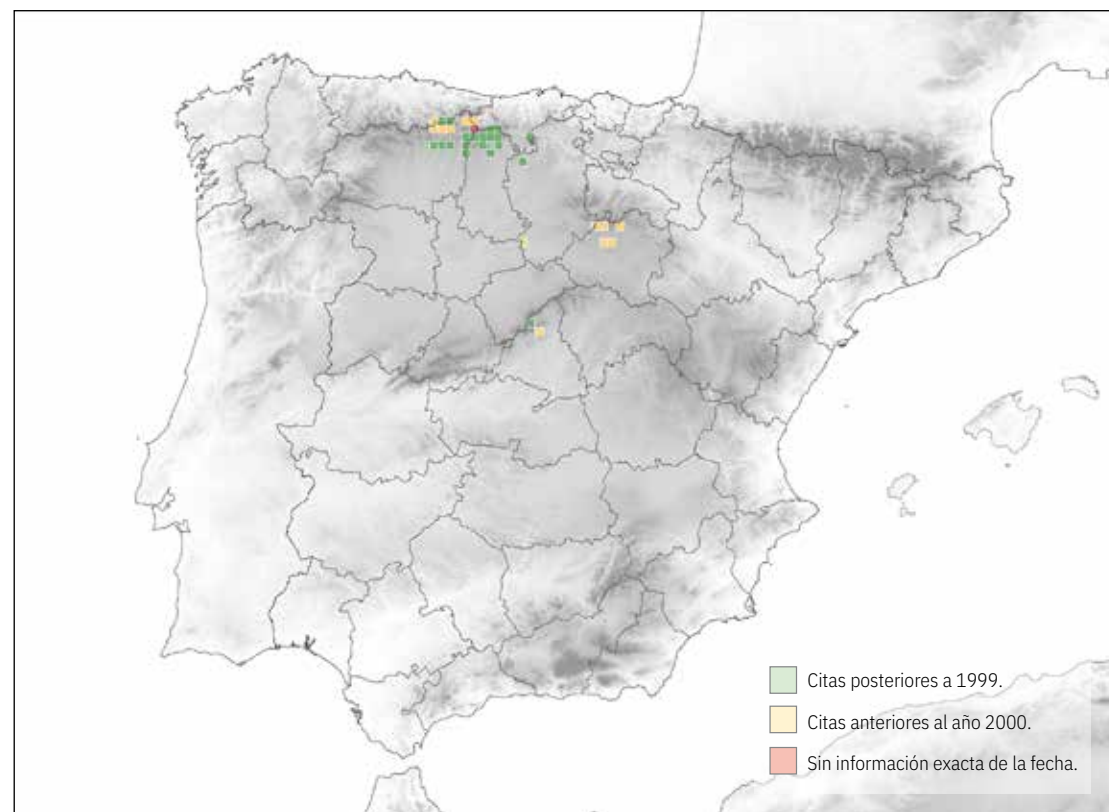 Citas posteriores a 1999.
Citas anteriores al año 2000.
Sin información exacta de la fecha.